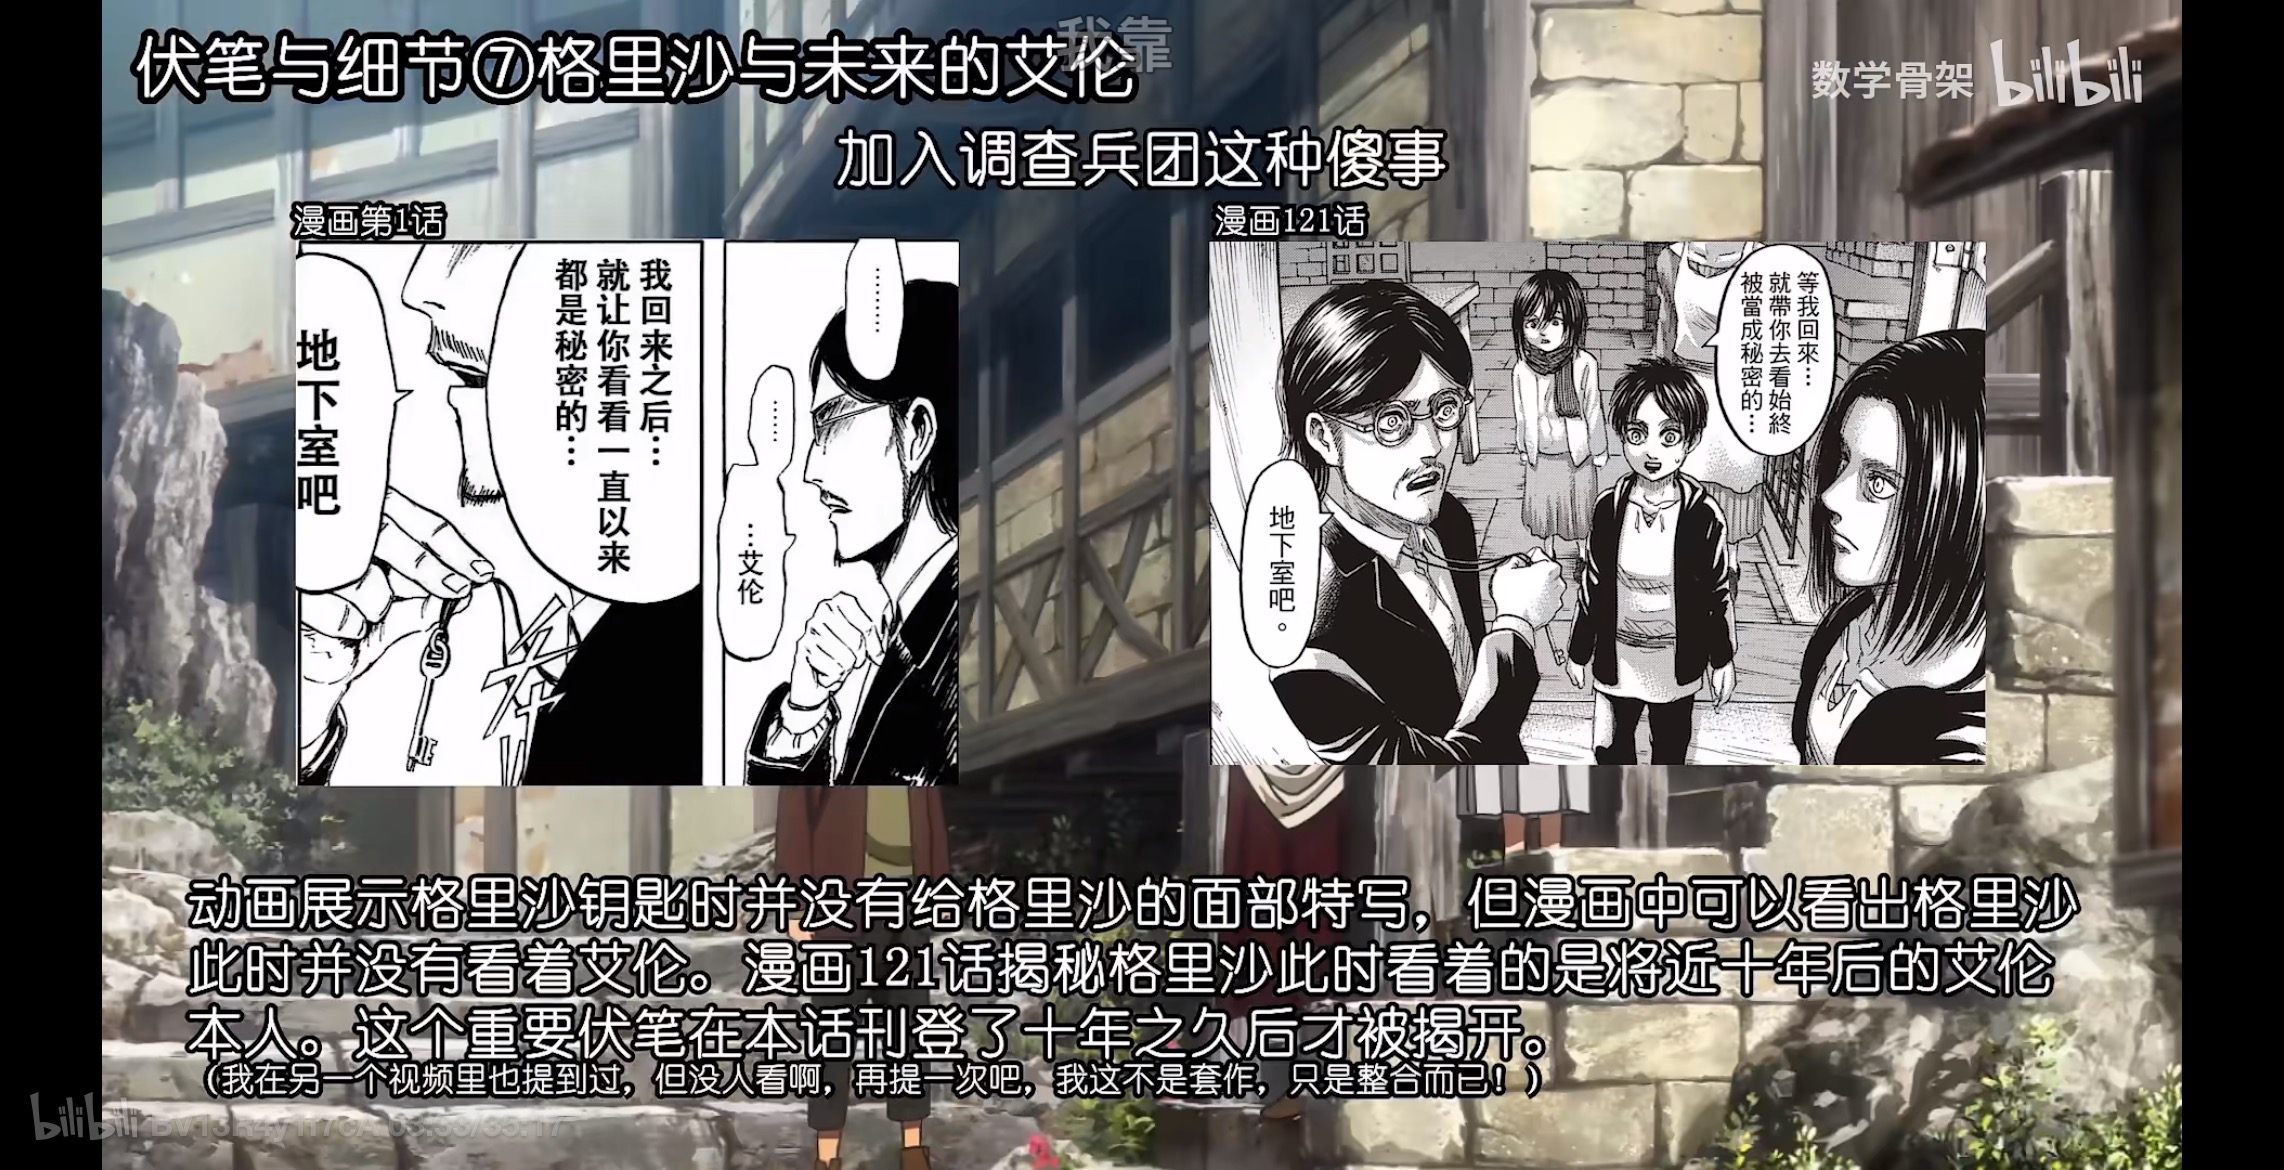 我靠
伏笔与细节⑦格里沙与未来的艾伦
数学骨架 bilibili
加入调查兵团这种傻事
漫画第1话
漫画121话
…………
……
…艾伦
我回来之后…
就让你看看一直以来
都是秘密的…
地下室吧
等我回來…
就帶你去看始終
被當成秘密的…
地下室吧。
动画展示格里沙钥匙时并没有给格里沙的面部特写，但漫画中可以看出格里沙
此时并没有看着艾伦。漫画121话揭秘格里沙此时看着的是将近十年后的艾伦
本人。这个重要伏笔在本话刊登了十年之久后才被揭开。
（我在另一个视频里也提到过，但没人看啊，再提一次吧，我这不是套作，只是整合而已！）
bilibili